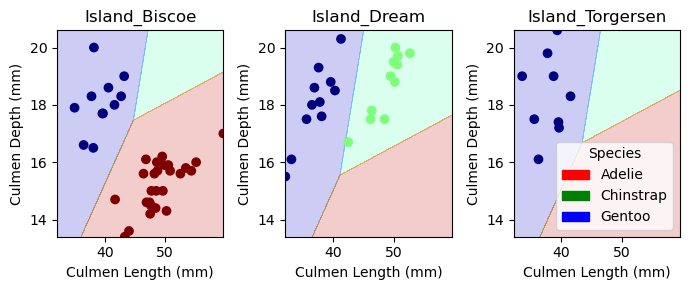 Island_Biscoe
Culmen Depth (mm)
20
18
16
14
40 50
Culmen Length (mm)
Island_Dream
Culmen Depth (mm)
20
18
16
14
40 50
Culmen Length (mm)
Island_Torgersen
Culmen Depth (mm)
20
18
16
14
40 50
Culmen Length (mm)
Species
Adelie
Chinstrap
Gentoo